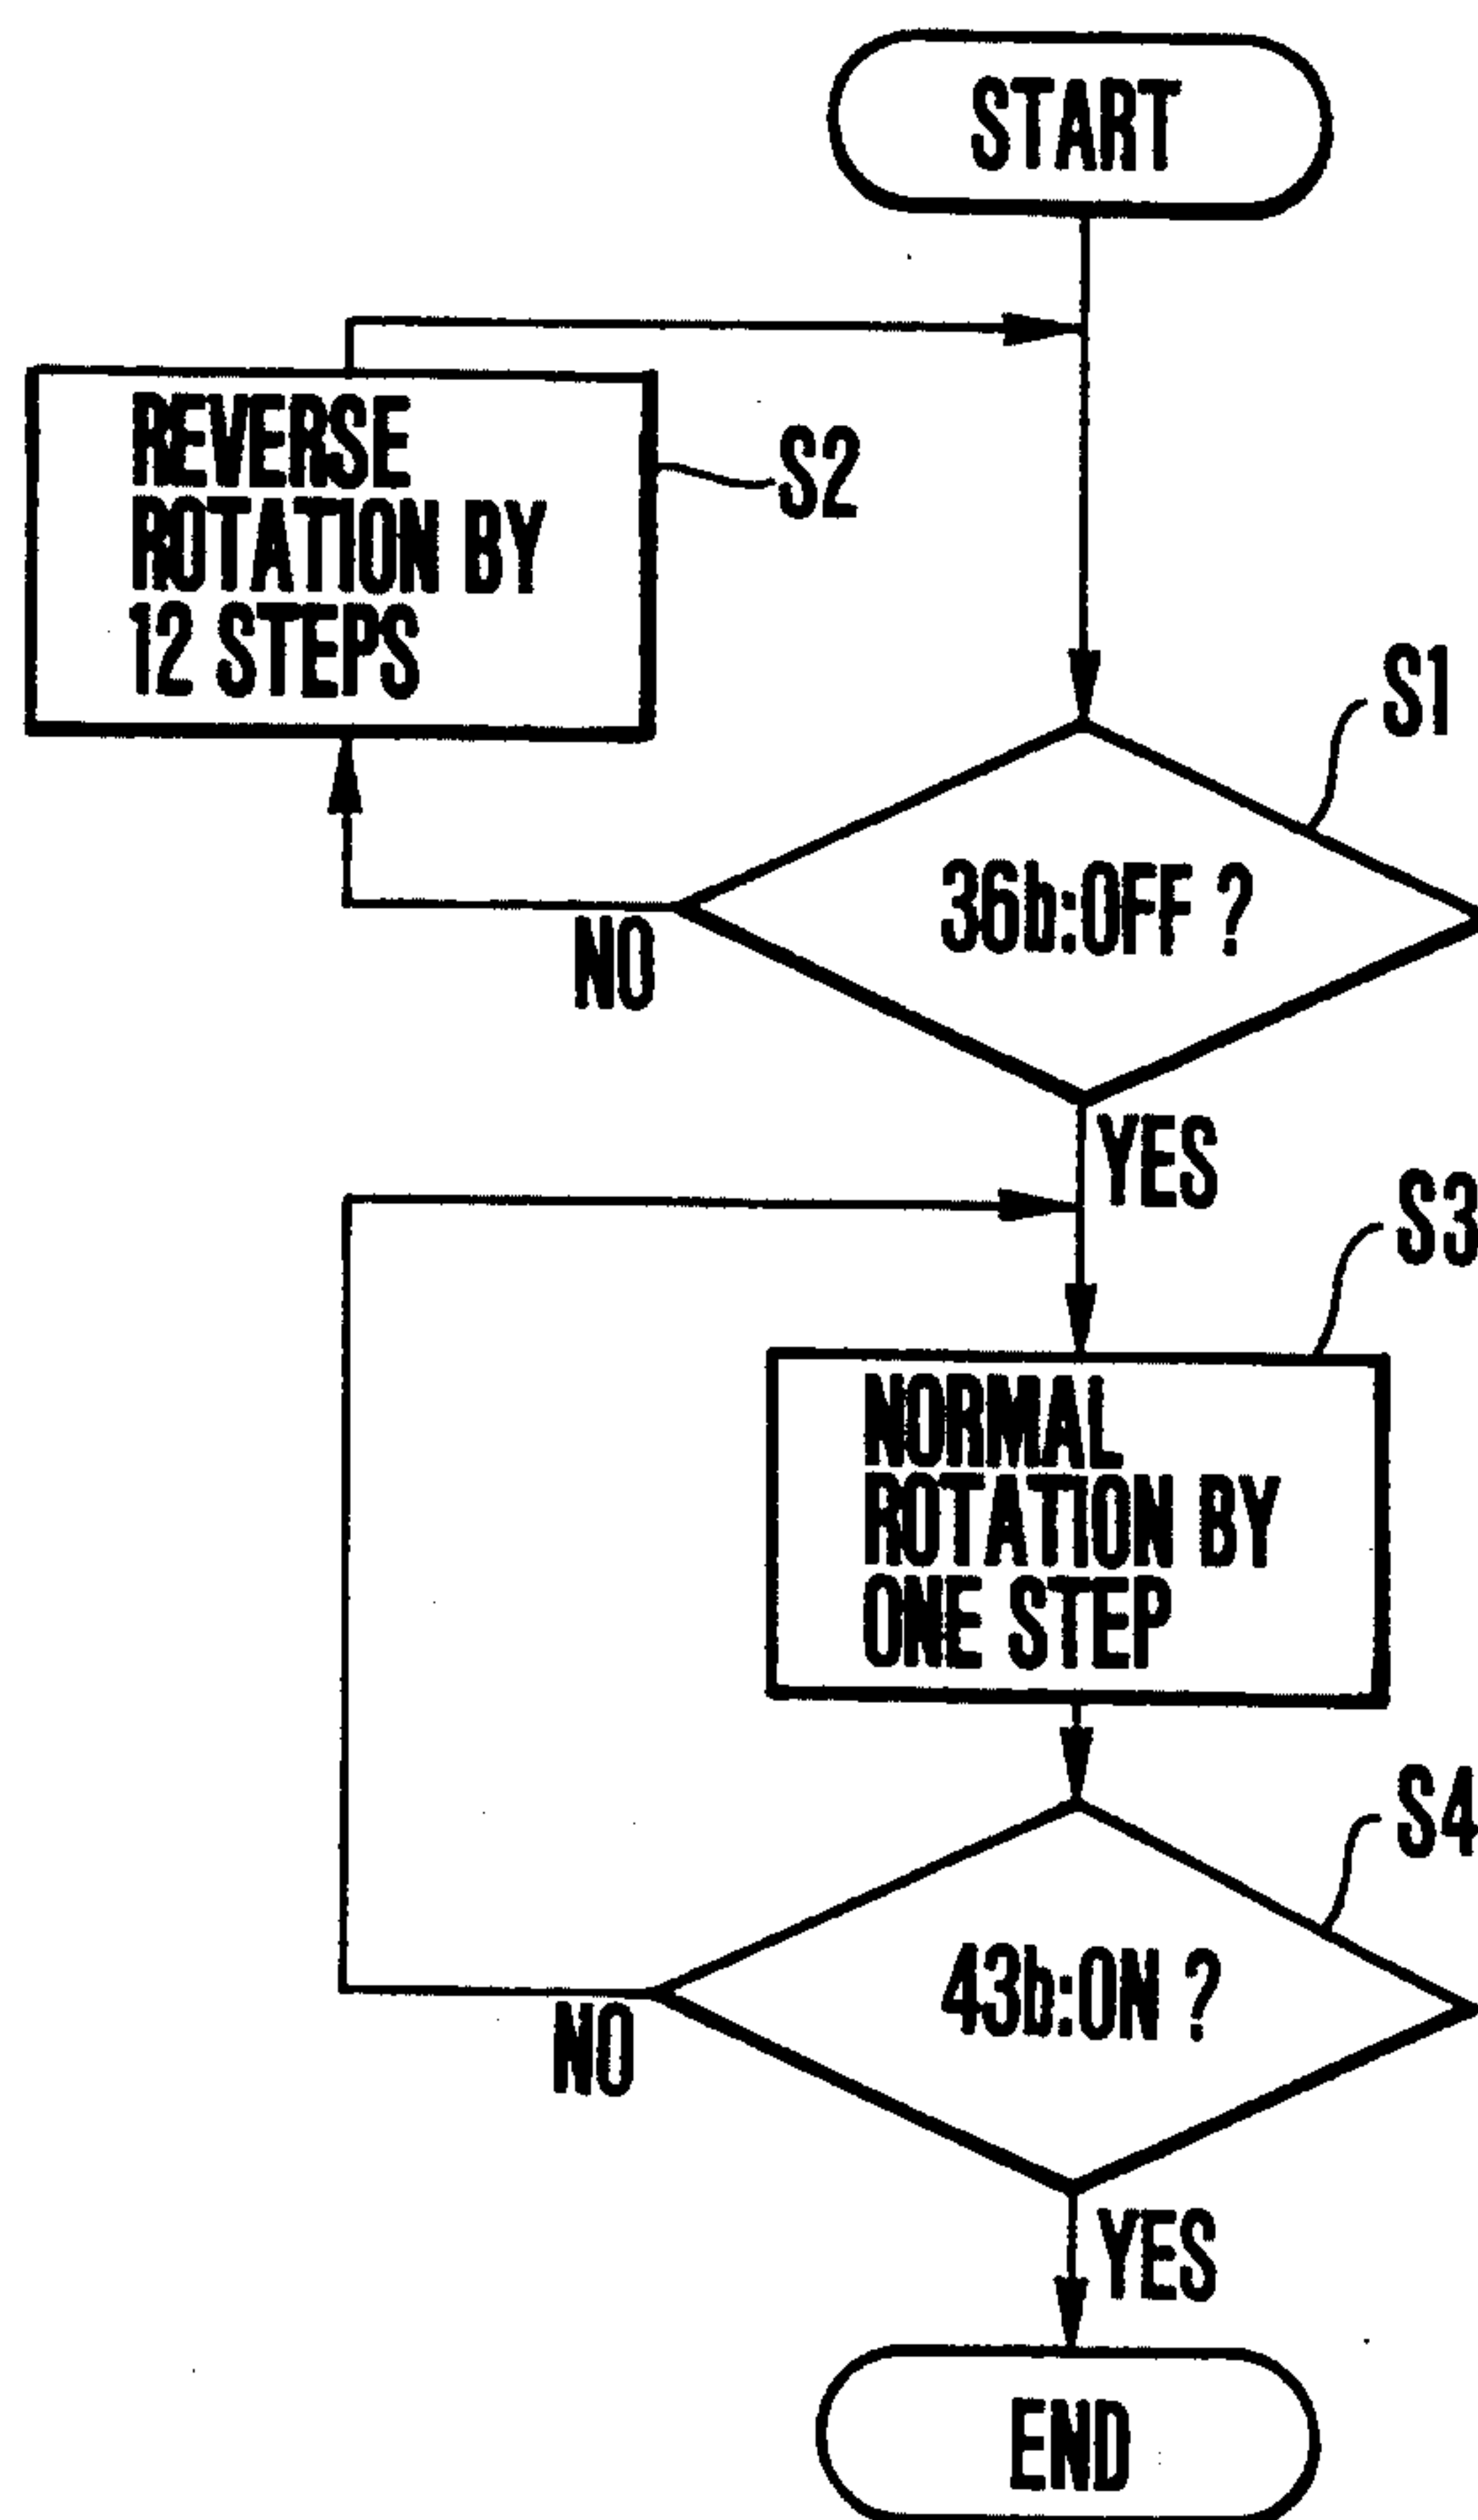 START
REVERSE
ROTATION BY
12 STEPS
S2
S1
36b:OFF ?
NO
YES
S3
NORMAL
ROTATION BY
ONE STEP
S4
43b:ON ?
NO
YES
END